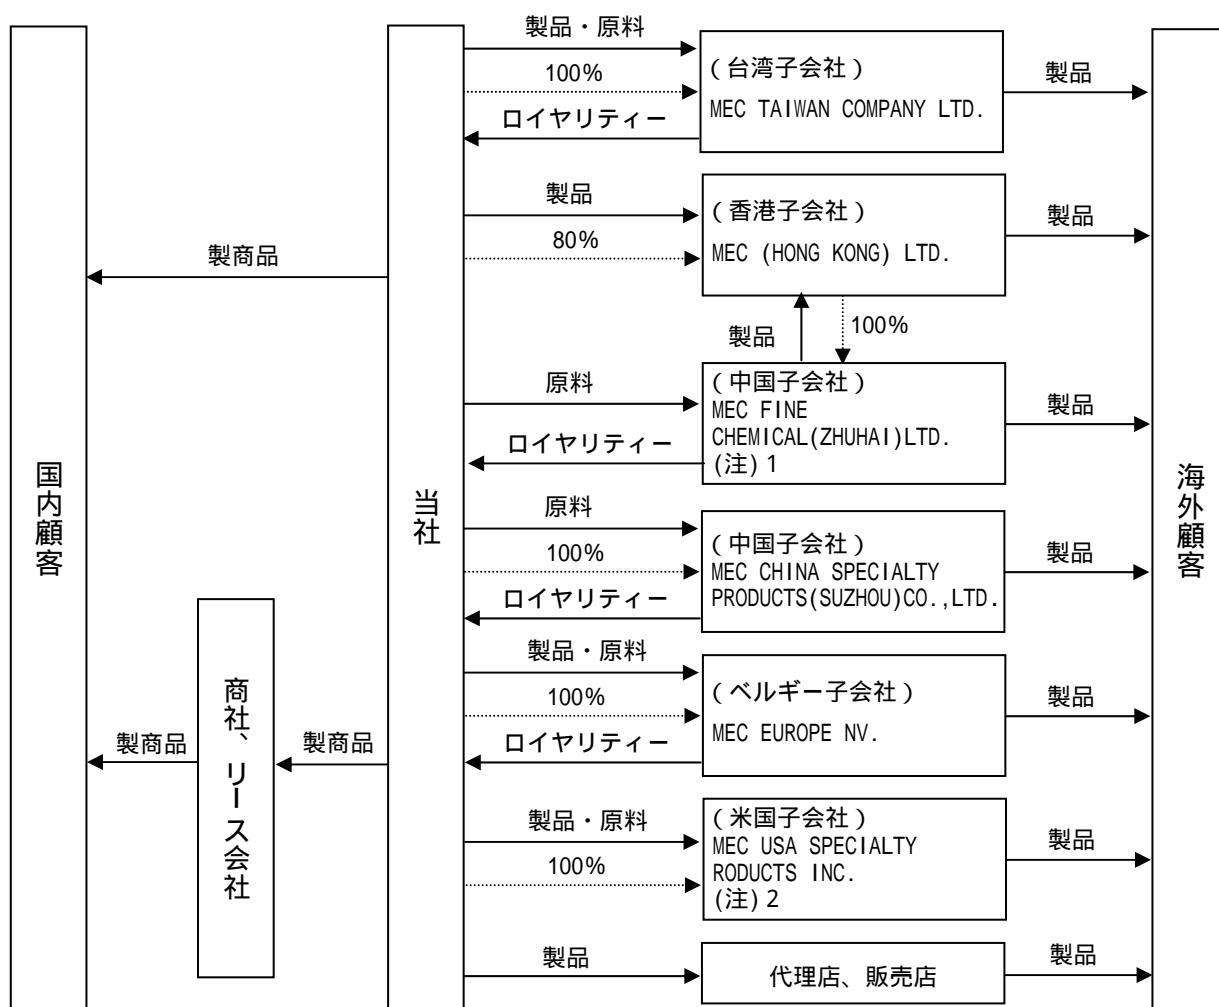 国内顧客
製商品
製商品
商社、リース会社
製商品
当社
製品・原料
100%
ロイヤリティー
(台湾子会社)
MEC TAIWAN COMPANY LTD.
製品
製品
80%
(香港子会社)
MEC (HONG KONG) LTD.
製品
製品
100%
原料
ロイヤリティー
(中国子会社)
MEC FINE
CHEMICAL(ZHUHAI)LTD.
(注)1
製品
原料
100%
ロイヤリティー
(中国子会社)
MEC CHINA SPECIALTY
PRODUCTS(SUZHOU)CO.,LTD.
製品
製品・原料
100%
ロイヤリティー
(ベルギー子会社)
MEC EUROPE NV.
製品
製品・原料
100%
(米国子会社)
MEC USA SPECIALTY
RODUCTS INC.
(注)2
製品
製品
代理店、販売店
製品
海外顧客